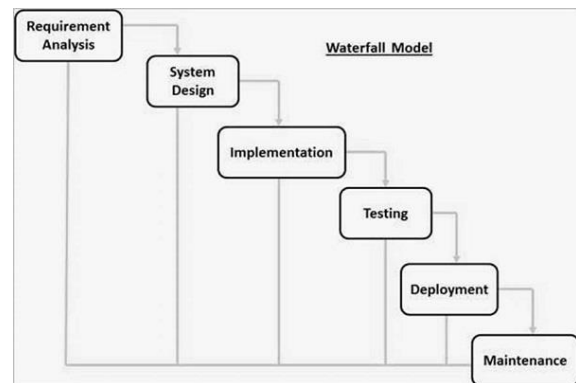 Requirement
Analysis
Waterfall Model
System
Design
Implementation
Testing
Deployment
Maintenance